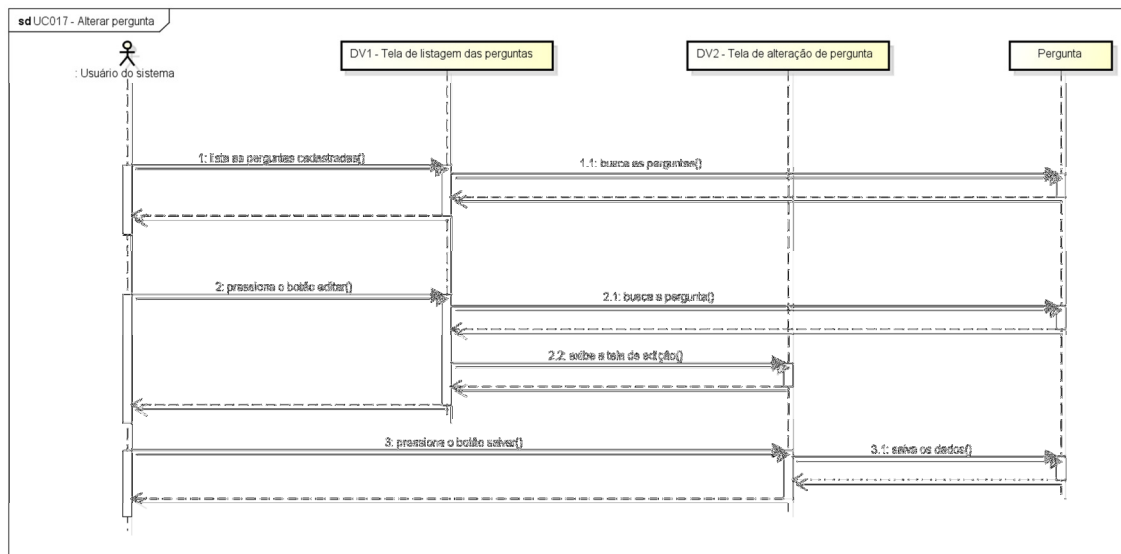 sd UC017 - Alterar pergunta
: Usuário do sistema
DV1 - Tela de listagem das perguntas
DV2 - Tela de alteração de pergunta
Pergunta
1: lista as perguntas cadastradas()
1.1: busca as perguntas()
2: pressiona o botão editar()
2.1: busca a pergunta()
2.2: exibe a tela de edição()
3: pressiona o botão salvar()
3.1: salva os dados()